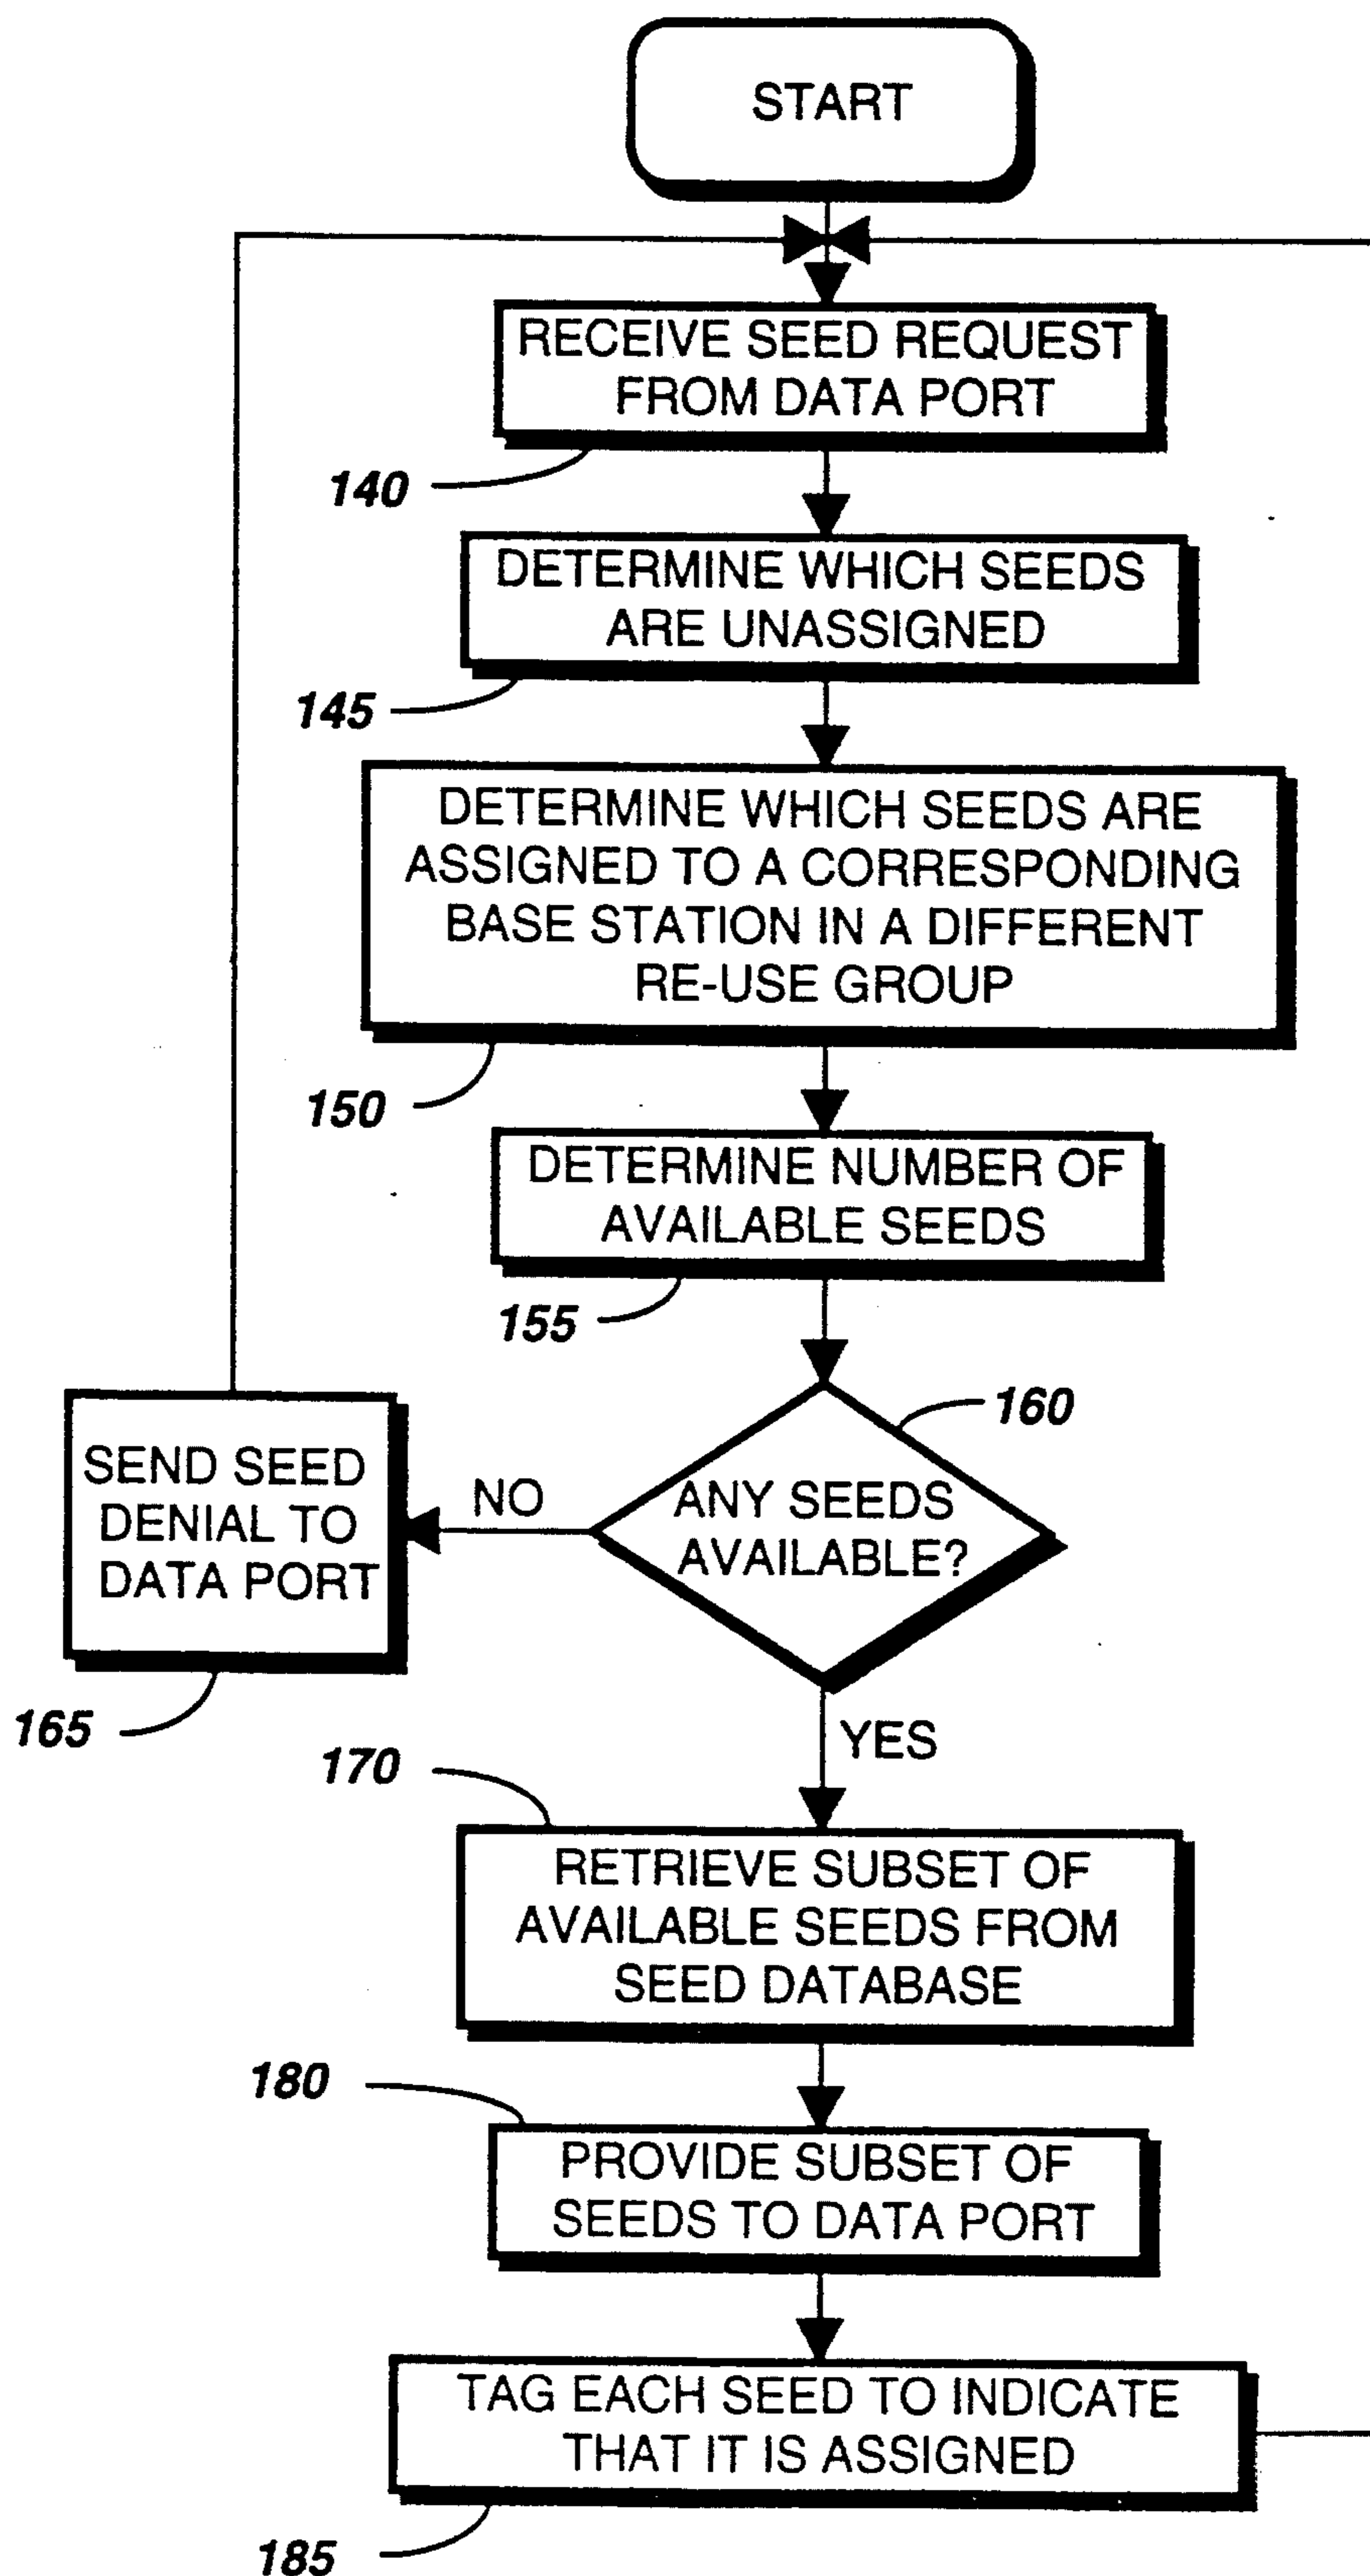 START
RECEIVE SEED REQUEST
FROM DATA PORT
140
DETERMINE WHICH SEEDS
ARE UNASSIGNED
145
DETERMINE WHICH SEEDS ARE
ASSIGNED TO A CORRESPONDING
BASE STATION IN A DIFFERENT
RE-USE GROUP
150
DETERMINE NUMBER OF
AVAILABLE SEEDS
155
160
ANY SEEDS
AVAILABLE?
NO
SEND SEED
DENIAL TO
DATA PORT
165
YES
170
RETRIEVE SUBSET OF
AVAILABLE SEEDS FROM
SEED DATABASE
180
PROVIDE SUBSET OF
SEEDS TO DATA PORT
TAG EACH SEED TO INDICATE
THAT IT IS ASSIGNED
185